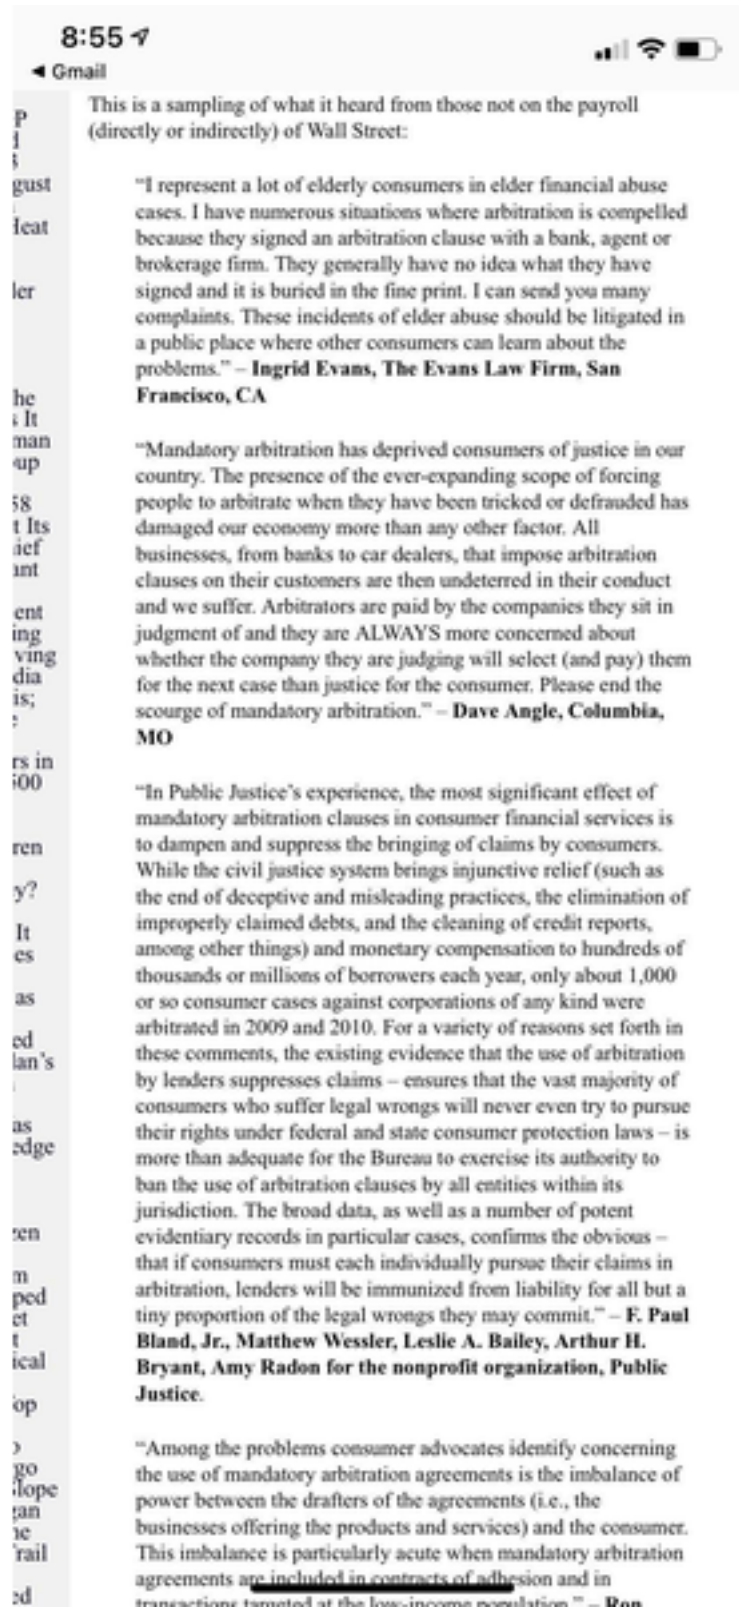 8:55
◄ Gmail
This is a sampling of what it heard from those not on the payroll
(directly or indirectly) of Wall Street:
“I represent a lot of elderly consumers in elder financial abuse
cases. I have numerous situations where arbitration is compelled
because they signed an arbitration clause with a bank, agent or
brokerage firm. They generally have no idea what they have
signed and it is buried in the fine print. I can send you many
complaints. These incidents of elder abuse should be litigated in
a public place where other consumers can learn about the
problems.” – Ingrid Evans, The Evans Law Firm, San
Francisco, CA
“Mandatory arbitration has deprived consumers of justice in our
country. The presence of the ever-expanding scope of forcing
people to arbitrate when they have been tricked or defrauded has
damaged our economy more than any other factor. All
businesses, from banks to car dealers, that impose arbitration
clauses on their customers are then undeterred in their conduct
and we suffer. Arbitrators are paid by the companies they sit in
judgment of and they are ALWAYS more concerned about
whether the company they are judging will select (and pay) them
for the next case than justice for the consumer. Please end the
scourge of mandatory arbitration.” – Dave Angle, Columbia,
MO
“In Public Justice’s experience, the most significant effect of
mandatory arbitration clauses in consumer financial services is
to dampen and suppress the bringing of claims by consumers.
While the civil justice system brings injunctive relief (such as
the end of deceptive and misleading practices, the elimination of
improperly claimed debts, and the cleaning of credit reports,
among other things) and monetary compensation to hundreds of
thousands or millions of borrowers each year, only about 1,000
or so consumer cases against corporations of any kind were
arbitrated in 2009 and 2010. For a variety of reasons set forth in
these comments, the existing evidence that the use of arbitration
by lenders suppresses claims – ensures that the vast majority of
consumers who suffer legal wrongs will never even try to pursue
their rights under federal and state consumer protection laws – is
more than adequate for the Bureau to exercise its authority to
ban the use of arbitration clauses by all entities within its
jurisdiction. The broad data, as well as a number of potent
evidentiary records in particular cases, confirms the obvious –
that if consumers must each individually pursue their claims in
arbitration, lenders will be immunized from liability for all but a
tiny proportion of the legal wrongs they may commit.” – F. Paul
Bland, Jr., Matthew Wessler, Leslie A. Bailey, Arthur H.
Bryant, Amy Radon for the nonprofit organization, Public
Justice.
“Among the problems consumer advocates identify concerning
the use of mandatory arbitration agreements is the imbalance of
power between the drafters of the agreements (i.e., the
businesses offering the products and services) and the consumer.
This imbalance is particularly acute when mandatory arbitration
agreements are included in contracts of adhesion and in
transactions targeted at the low-income population.” – Ron